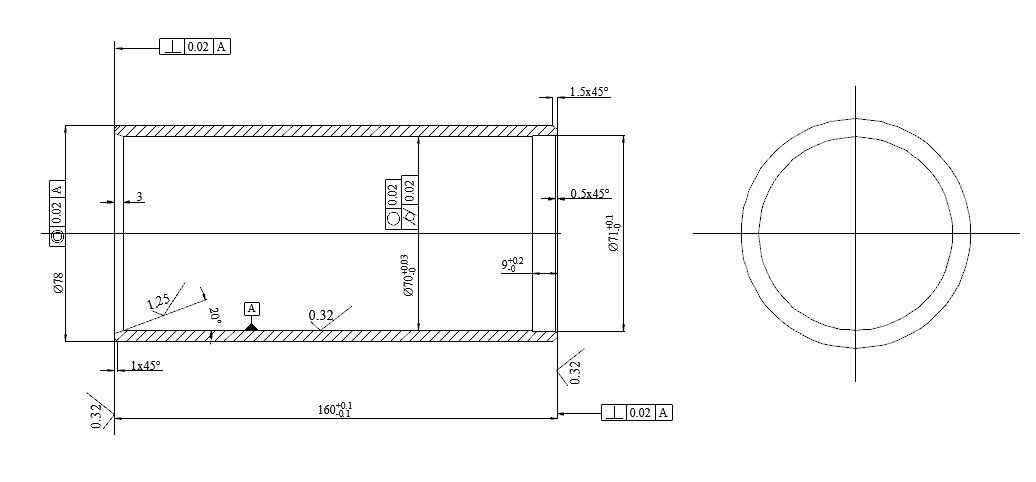 ⊥ 0.02 A
1.5x45°
◎ 0.02 A
3
○ 0.02
⌭ 0.02
0.5x45°
Ø71+0.1 -0
Ø78
Ø70+0.03 -0
9+0.2 -0
1.25
20°
A
0.32
1x45°
0.32
0.32
160+0.1 -0.1
⊥ 0.02 A